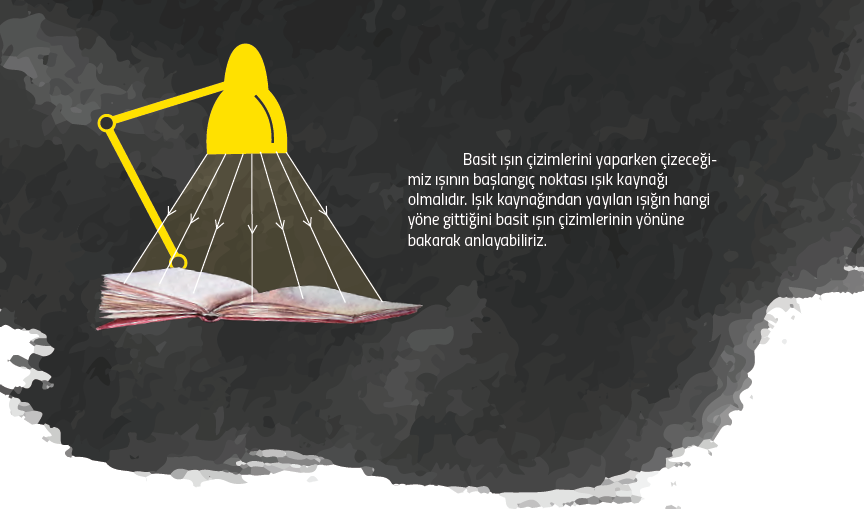 Basit ışın çizimlerini yaparken çizeceği-
miz ışının başlangıç noktası ışık kaynağı
olmalıdır. Işık kaynağından yayılan ışığın hangi
yöne gittiğini basit ışın çizimlerinin yönüne
bakarak anlayabiliriz.